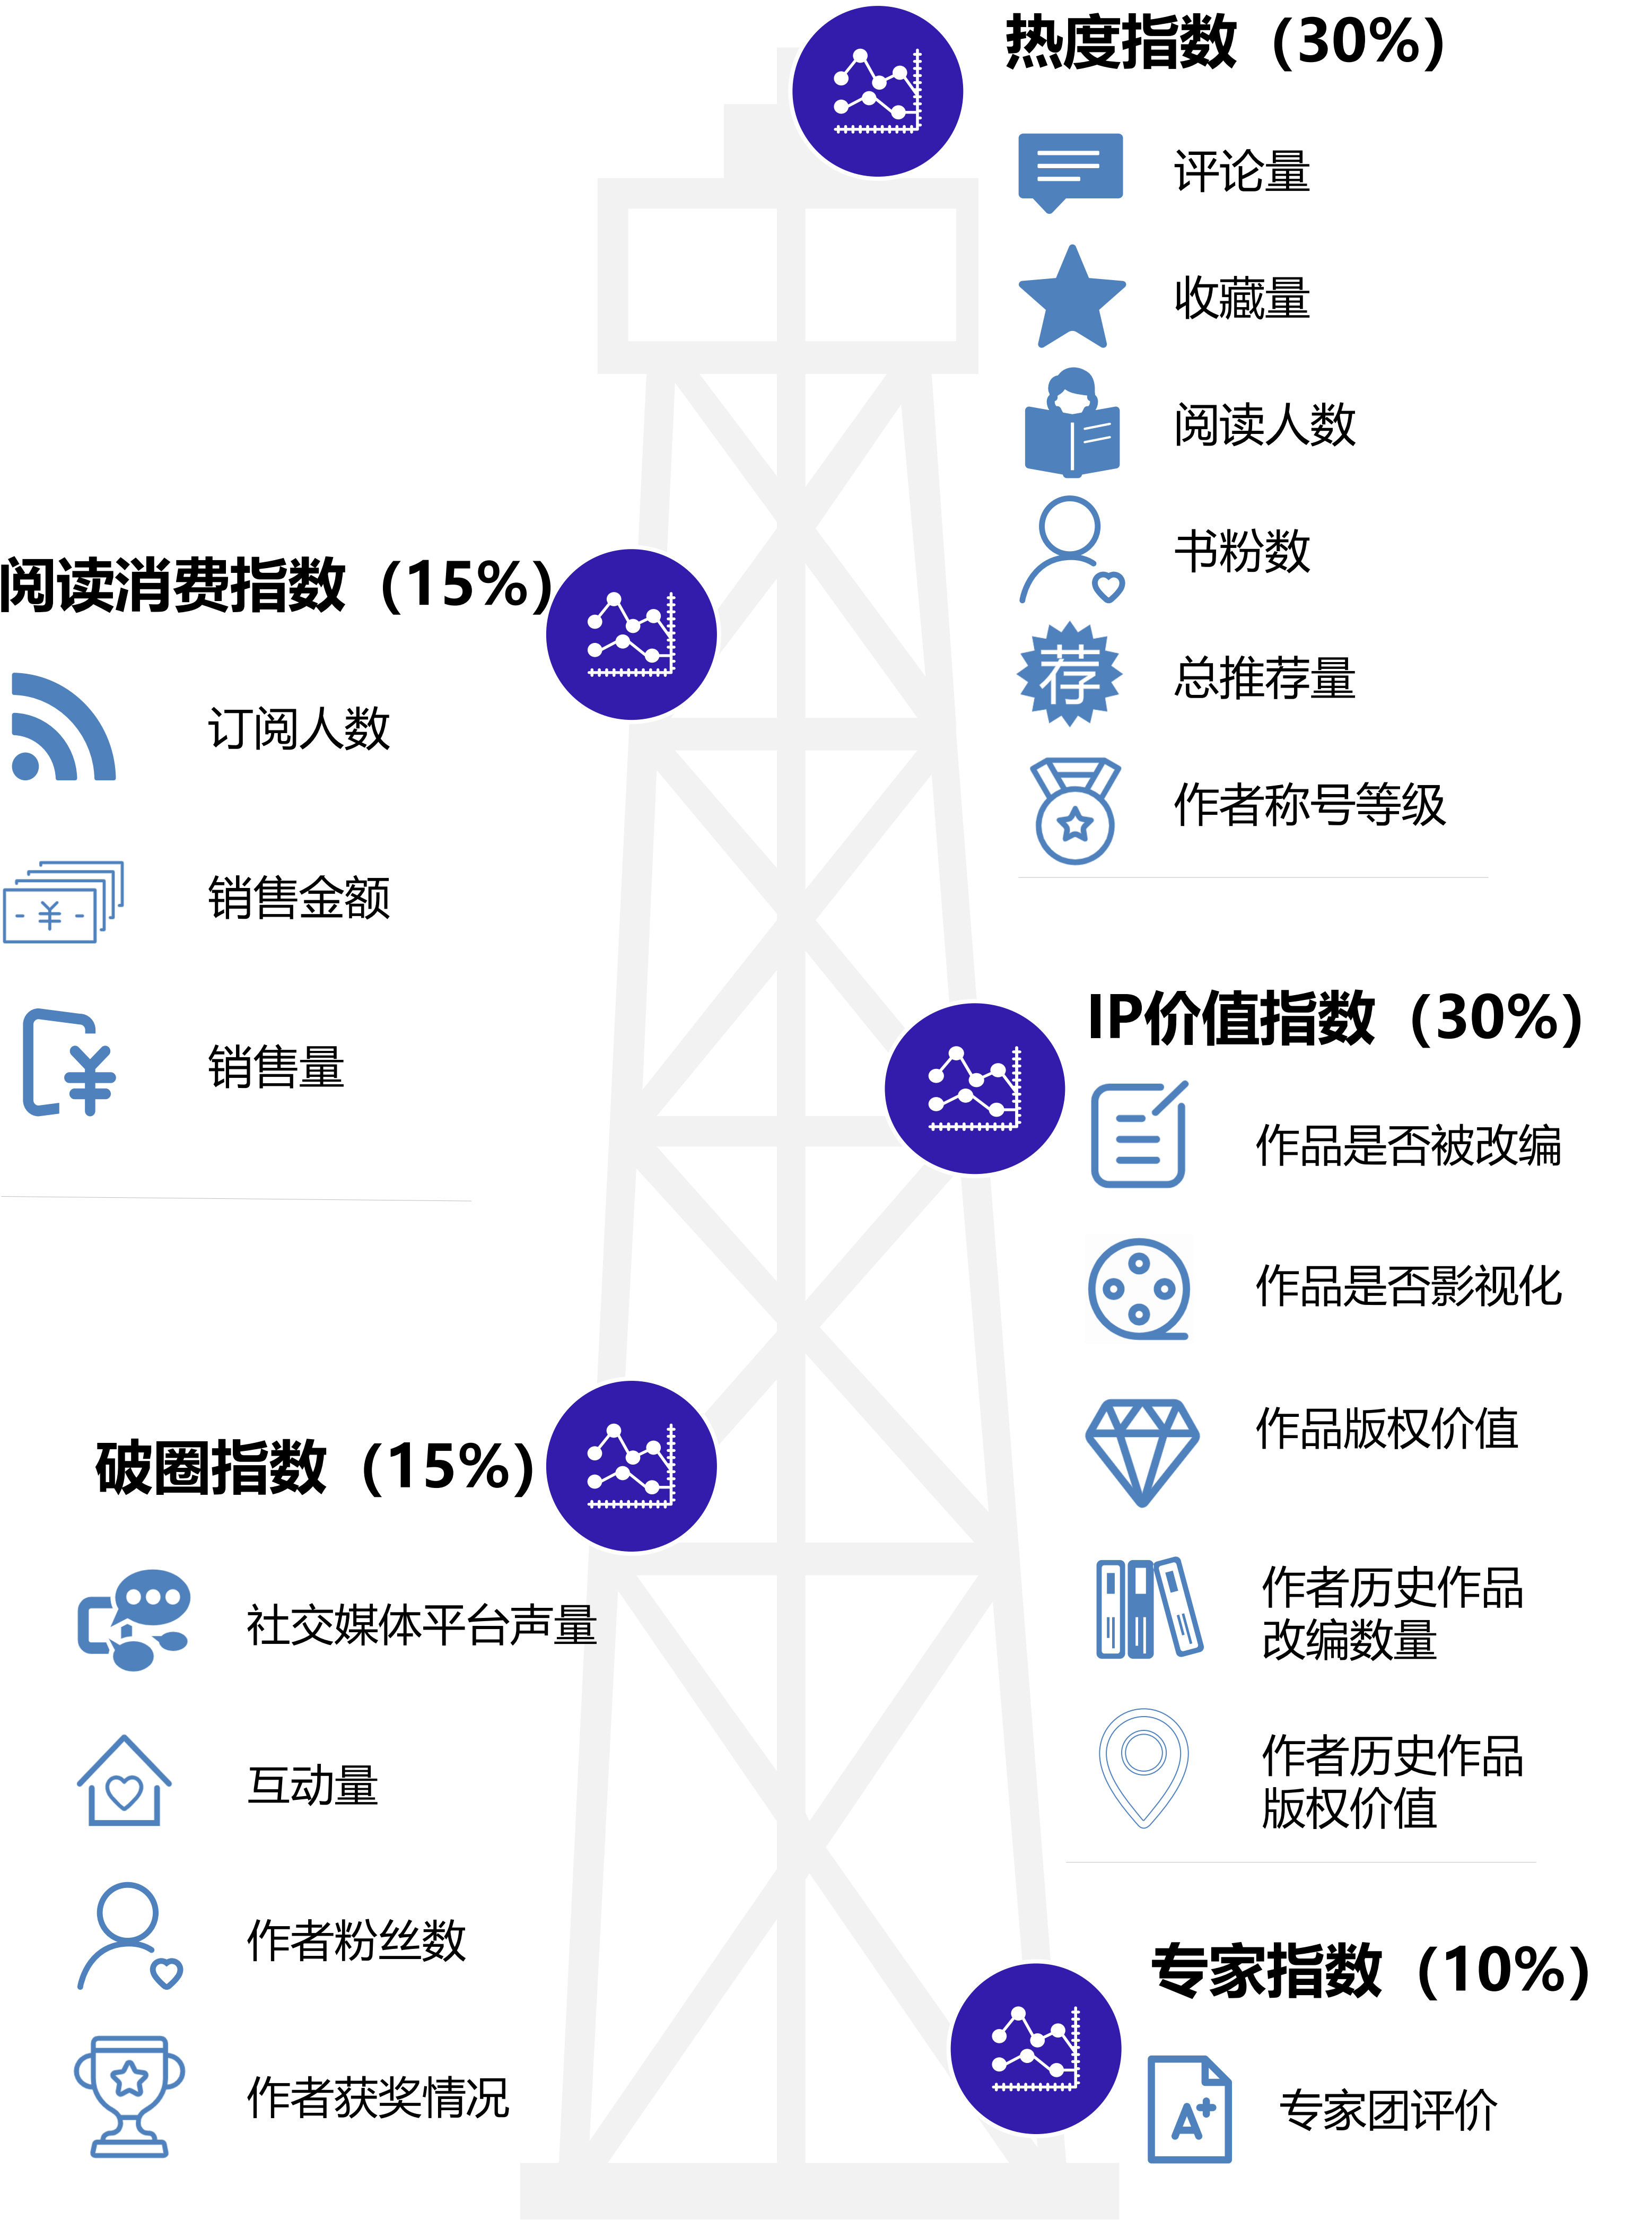 热度指数（30%）
评论量
收藏量
阅读人数
书粉数
荐
总推荐量
作者称号等级
阅读消费指数（15%）
订阅人数
¥
销售金额
¥
销售量
IP价值指数（30%）
作品是否被改编
作品是否影视化
作品版权价值
作者历史作品
改编数量
作者历史作品
版权价值
破圈指数（15%）
社交媒体平台声量
互动量
作者粉丝数
作者获奖情况
专家指数（10%）
A+
专家团评价